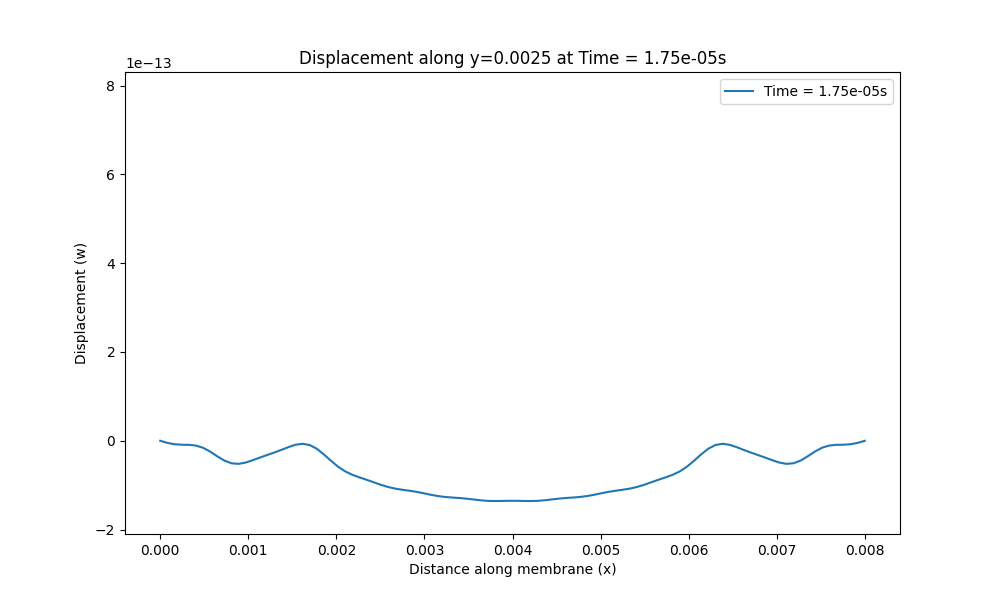 Displacement along y=0.0025 at Time = 1.75e-05s
1e−13
Time = 1.75e-05s
8
6
4
2
0
−2
Displacement (w)
0.000 0.001 0.002 0.003 0.004 0.005 0.006 0.007 0.008
Distance along membrane (x)